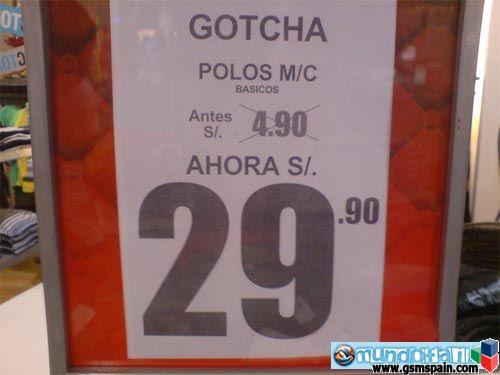 GOTCHA
POLOS M/C
BASICOS
Antes
S/. 4.90
AHORA S/.
29.90
www.gsmspain.com